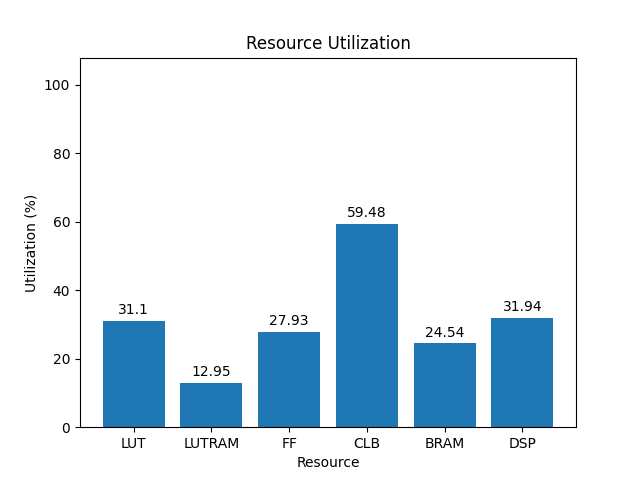 Resource Utilization
Utilization (%)
100
80
60
40
20
0
31.1
12.95
27.93
59.48
24.54
31.94
LUT
LUTRAM
FF
CLB
BRAM
DSP
Resource